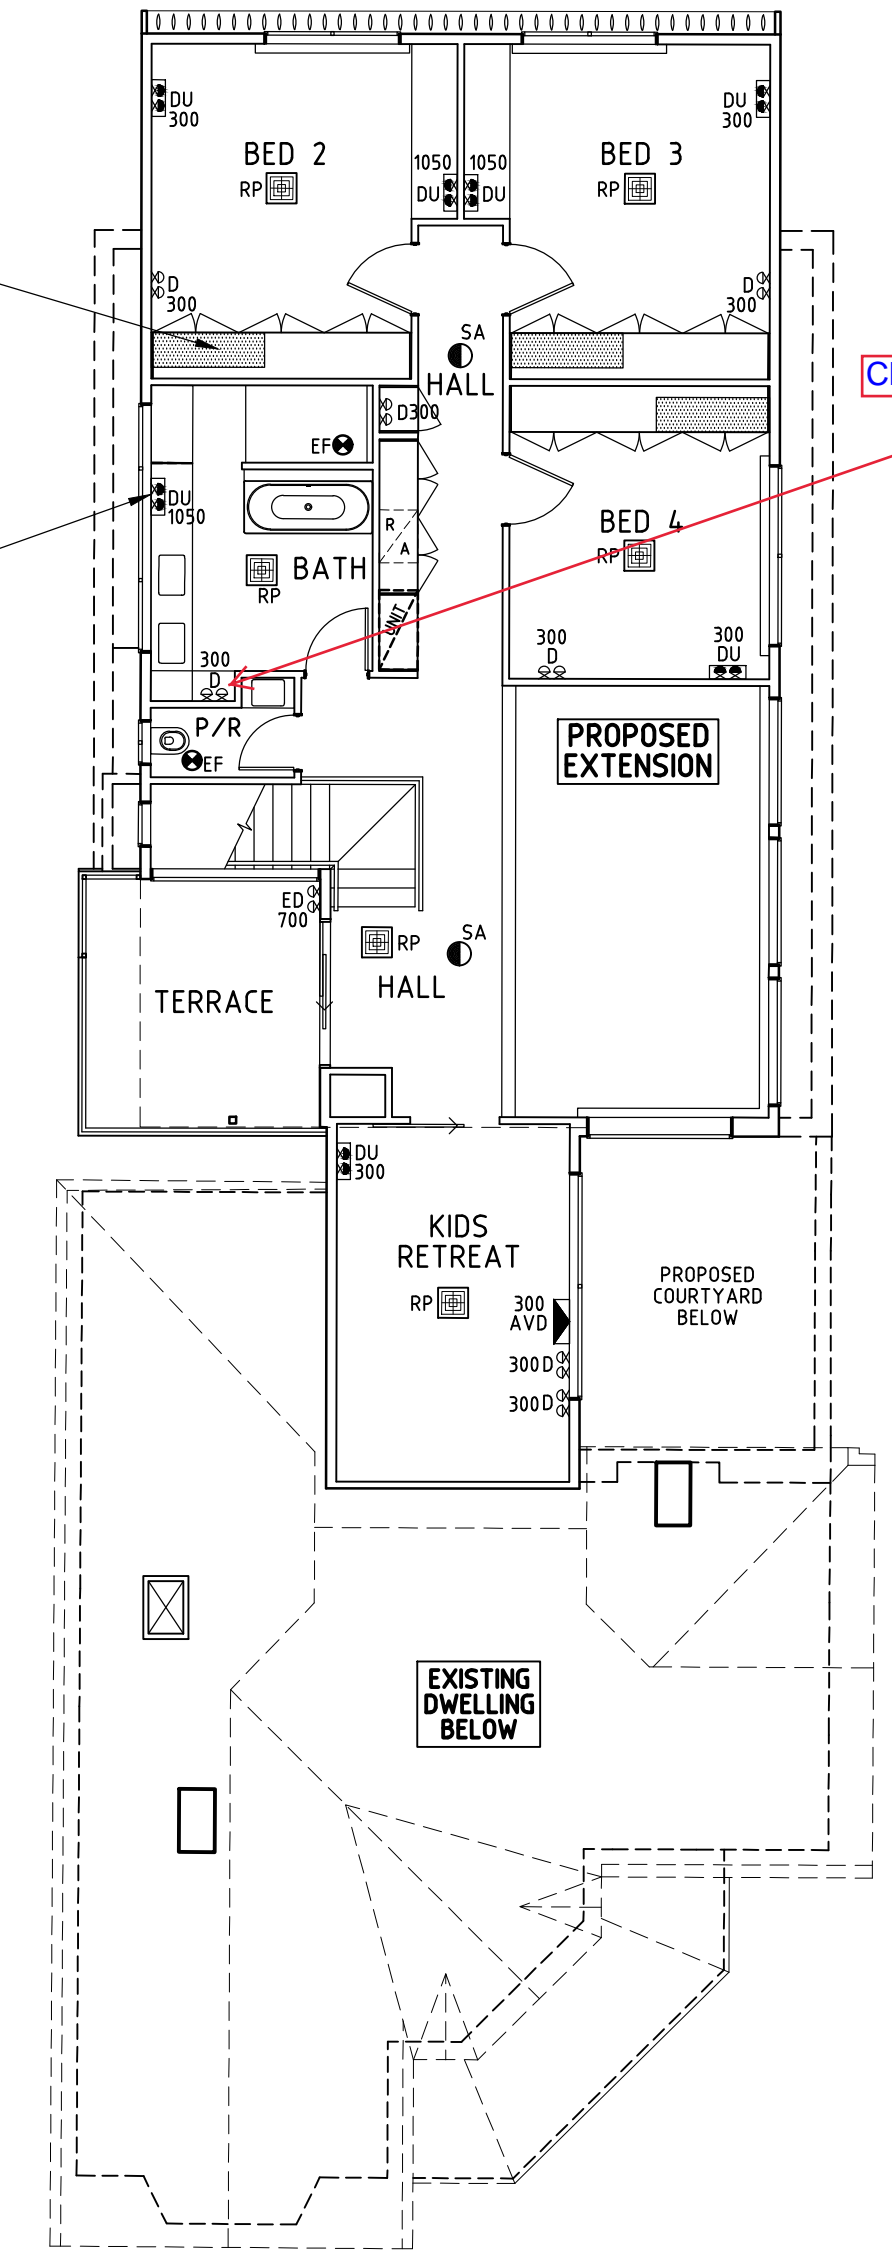 DU
300
DU
300
BED 2
BED 3
1050
1050
RP
DU
DU
RP
D
300
D
300
SA
HALL
D300
EF
DU
1050
R
A
BED 4
RP
BATH
RP
UNIT
300
D
300
D
300
DU
P/R
EF
PROPOSED
EXTENSION
ED
700
RP
SA
HALL
TERRACE
DU
300
KIDS
RETREAT
RP
300
AVD
300D
300D
PROPOSED
COURTYARD
BELOW
EXISTING
DWELLING
BELOW